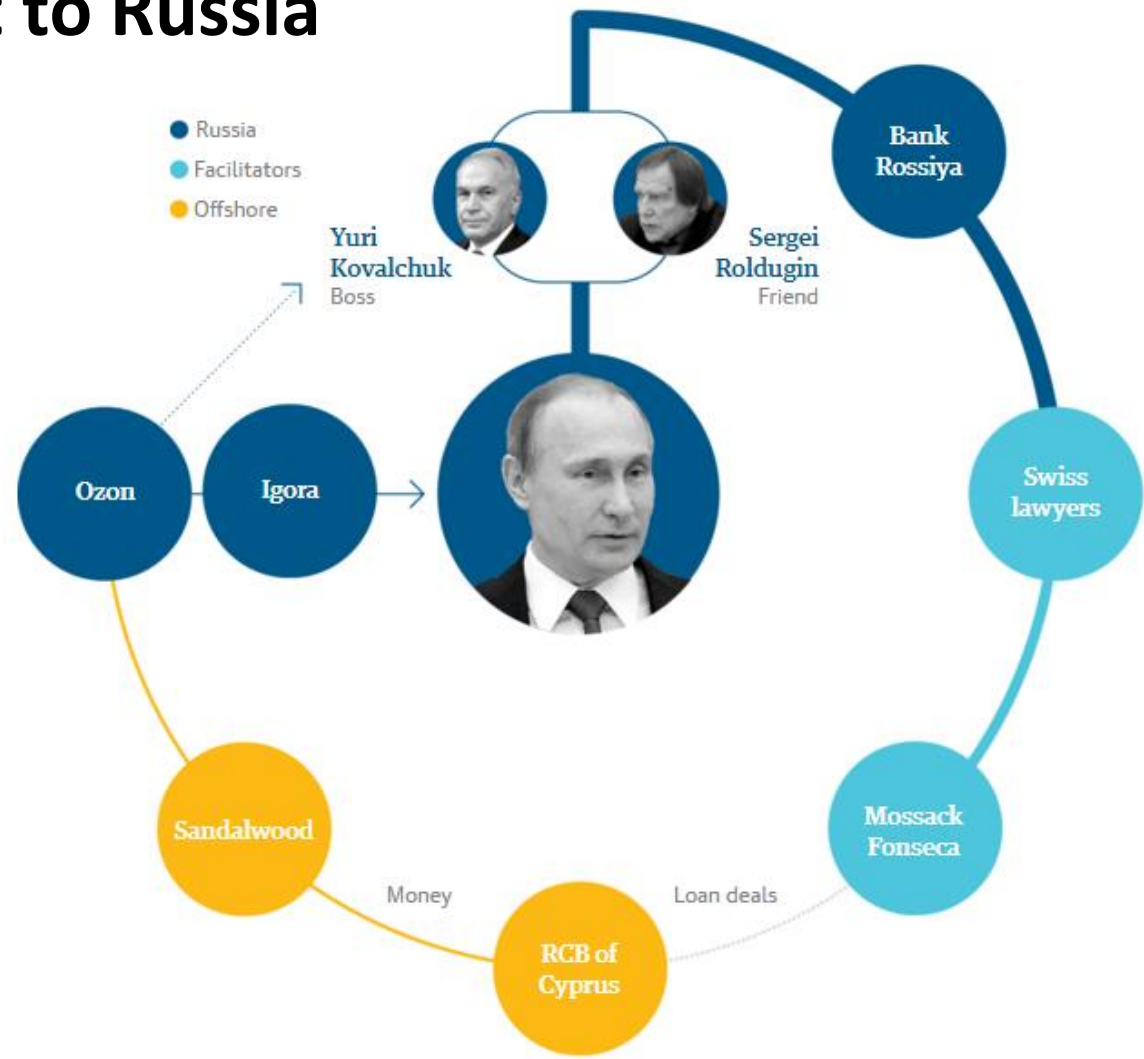 to Russia
Russia
Facilitators
Offshore
Yuri
Kovalchuk
Boss
Sergei
Roldugin
Friend
Bank
Rossiya
Swiss
lawyers
Mossack
Fonseca
Loan deals
RCB of
Cyprus
Money
Sandalwood
Ozon
Igora